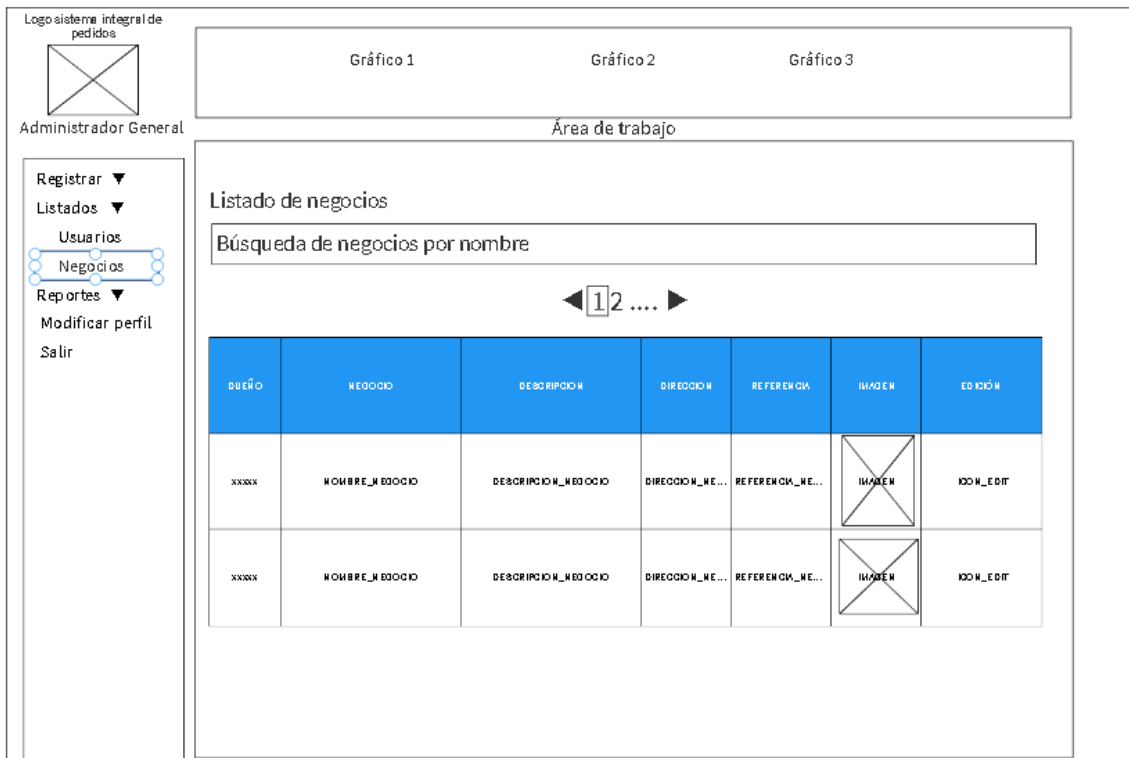 Logo sistema integral de
pedidos
Administrador General
Gráfico 1 Gráfico 2 Gráfico 3
Área de trabajo
Registrar ▼
Listados ▼
Usuarios
Negocios
Reportes ▼
Modificar perfil
Salir
Listado de negocios
Búsqueda de negocios por nombre
◀ 1 2 .... ▶
DUEÑO NEGOCIO DESCRIPCION DIRECCION REFERENCIA IMAGEN EDICIÓN
xxxxx NOMBRE_NEGOCIO DESCRIPCION_NEGOCIO DIRECCION_NE... REFERENCIA_NE... IMAGEN ICON_EDIT
xxxxx NOMBRE_NEGOCIO DESCRIPCION_NEGOCIO DIRECCION_NE... REFERENCIA_NE... IMAGEN ICON_EDIT